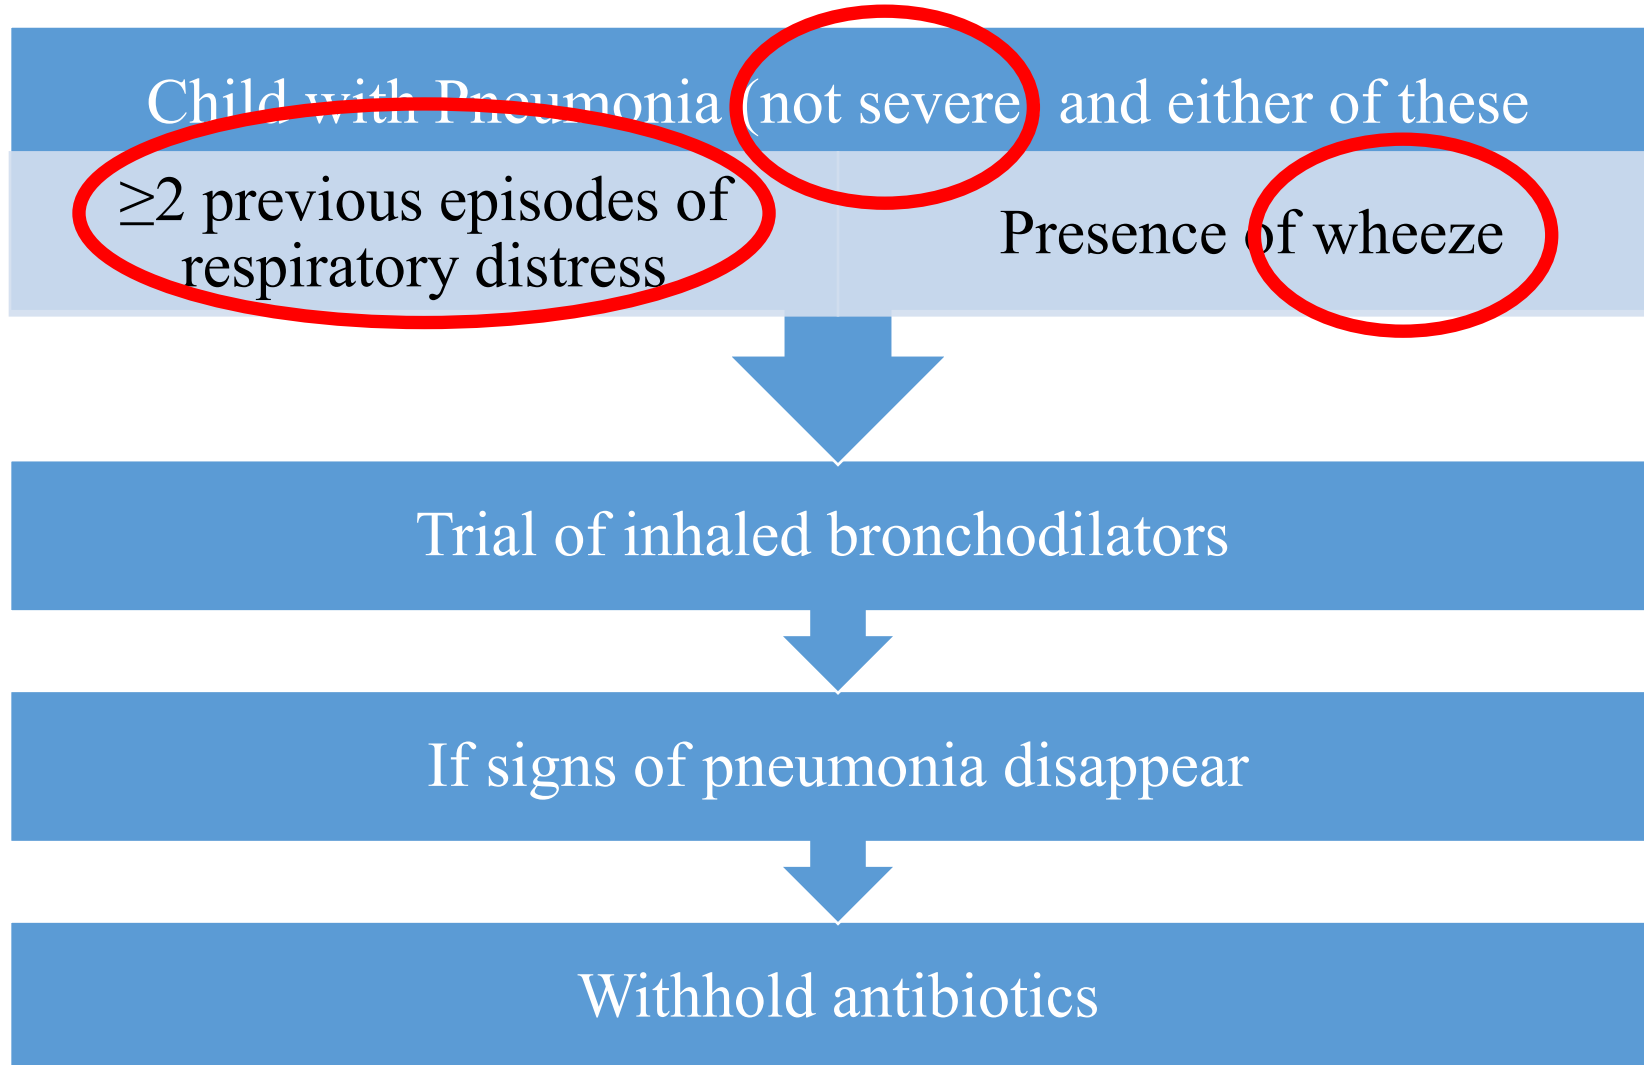 Child with Pneumonia (not severe) and either of these
≥2 previous episodes of
respiratory distress
Presence of wheeze
Trial of inhaled bronchodilators
If signs of pneumonia disappear
Withhold antibiotics